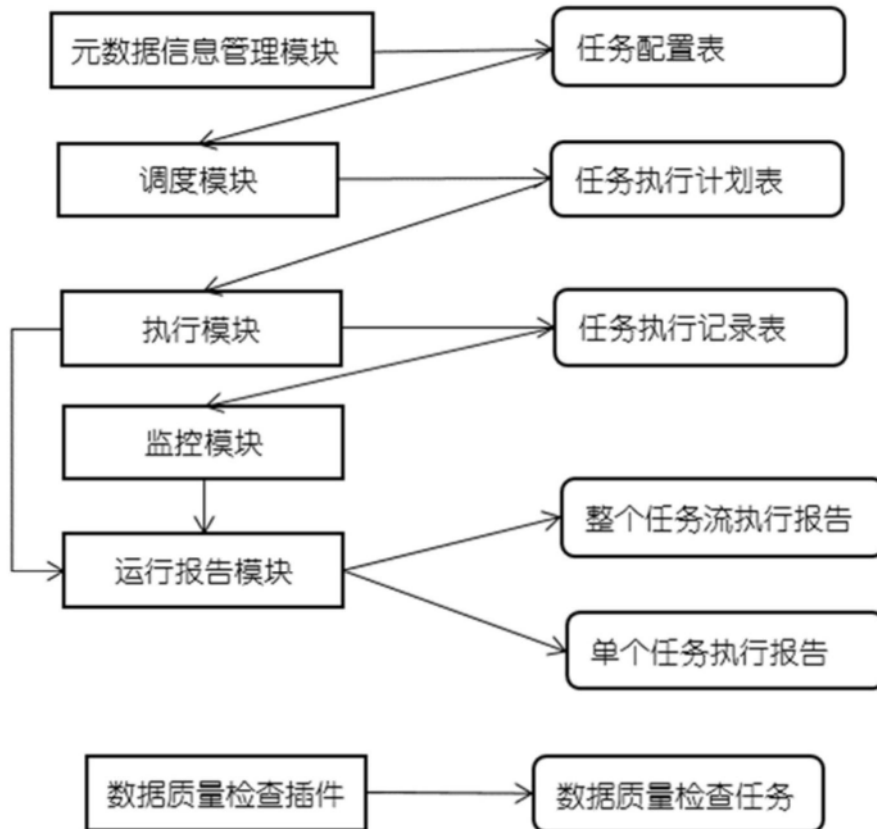 元数据信息管理模块
任务配置表
调度模块
任务执行计划表
执行模块
任务执行记录表
监控模块
整个任务流执行报告
运行报告模块
单个任务执行报告
数据质量检查插件
数据质量检查任务